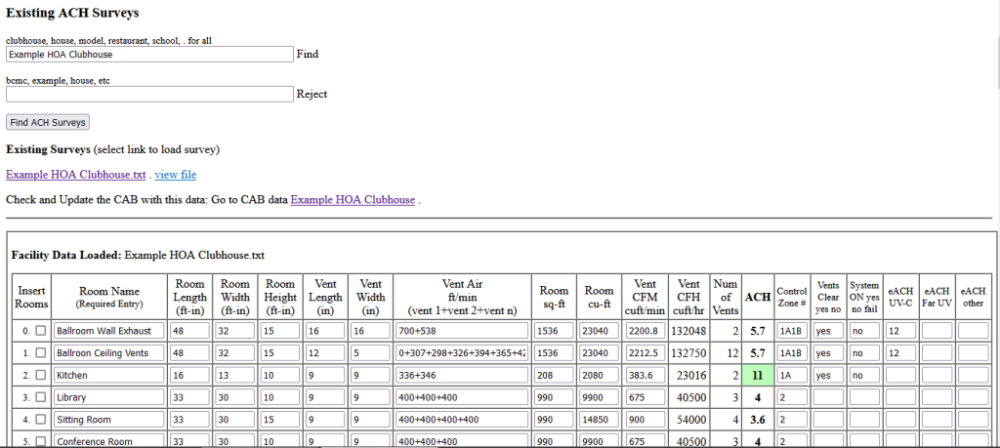 Existing ACH Surveys
clubhouse, house, model, restaurant, school, . for all
Example HOA Clubhouse Find
bcmc, example, house, etc
Reject
Find ACH Surveys
Existing Surveys (select link to load survey)
Example HOA Clubhouse.txt . view file
Check and Update the CAB with this data: Go to CAB data Example HOA Clubhouse .
Facility Data Loaded: Example HOA Clubhouse.txt
Insert Rooms Room Name (Required Entry) Room Length (ft-in) Room Width (ft-in) Room Height (ft-in) Vent Length (in) Vent Width (in) Vent Air ft/min (vent 1+vent 2+vent n) Room sq-ft Room cu-ft Vent CFM cuft/min Vent CFH cuft/hr Num of Vents ACH Control Zone # Vents Clear yes no System ON yes no fail eACH UV-C eACH Far UV eACH other
0. Ballroom Wall Exhaust 48 32 15 16 16 700+538 1536 23040 2200.8 132048 2 5.7 1A1B yes no 12
1. Ballroon Ceiling Vents 48 32 15 12 5 0+307+298+326+394+365+42 1536 23040 2212.5 132750 12 5.7 1A1B yes no 12
2. Kitchen 16 13 10 9 9 336+346 208 2080 383.6 23016 2 11 1A yes no
3. Library 33 30 10 9 9 400+400+400 990 9900 675 40500 3 4 2
4. Sitting Room 33 30 15 9 9 400+400+400+400 990 14850 900 54000 4 3.6 2
5. Conference Room 33 30 10 9 9 400+400+400 990 9900 675 40500 3 4 2